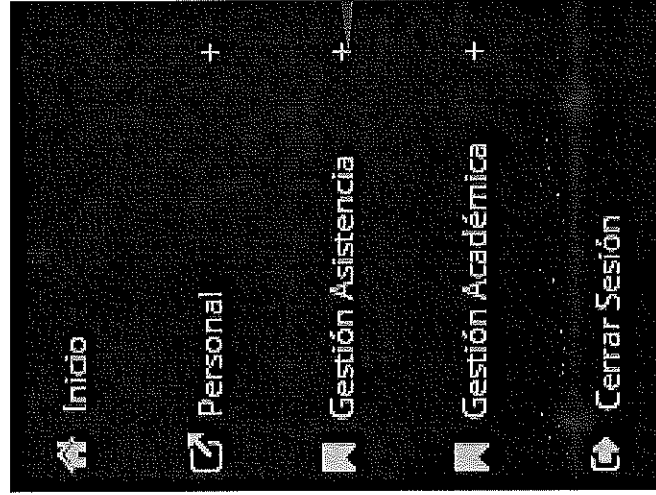 Inicio
Personal +
Gestión Asistencia +
Gestión Académica +
Cerrar Sesión